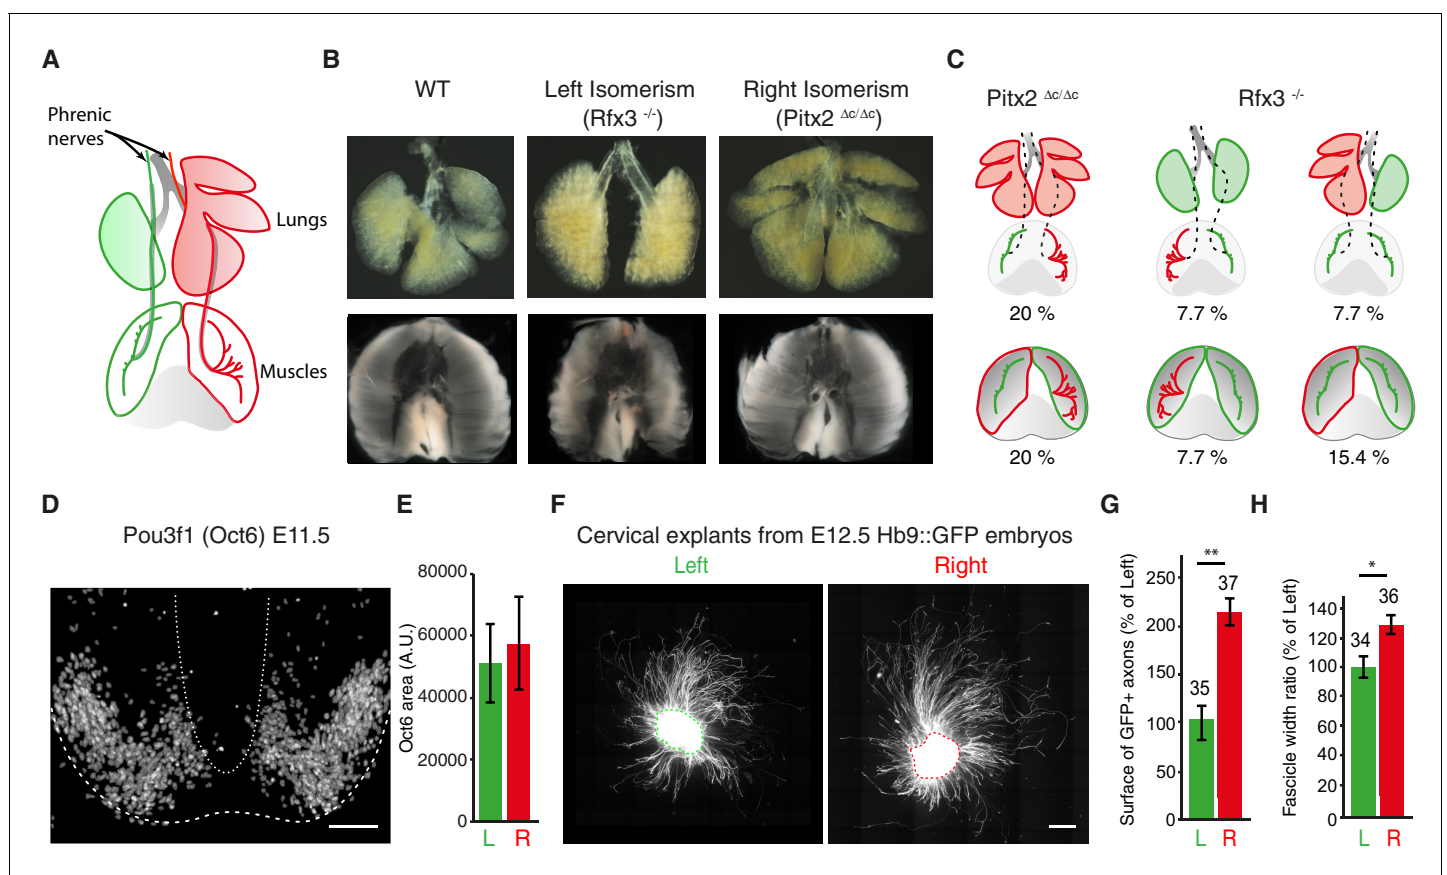 A
Phrenic
nerves
Lungs
Muscles
B
WT
Left Isomerism
(Rfx3 -/-)
Right Isomerism
(Pitx2 Δc/Δc)
C
Pitx2 Δc/Δc
Rfx3 -/-
20 %
7.7 %
7.7 %
20 %
7.7 %
15.4 %
D
Pou3f1 (Oct6) E11.5
E
Oct6 area (A.U.)
80000
60000
40000
20000
0
L
R
F
Cervical explants from E12.5 Hb9::GFP embryos
Left
Right
G
Surface of GFP+ axons (% of Left)
250
200
150
100
50
0
**
35
37
L
R
H
Fascicle width ratio (% of Left)
140
120
100
80
60
40
20
0
*
34
36
L
R